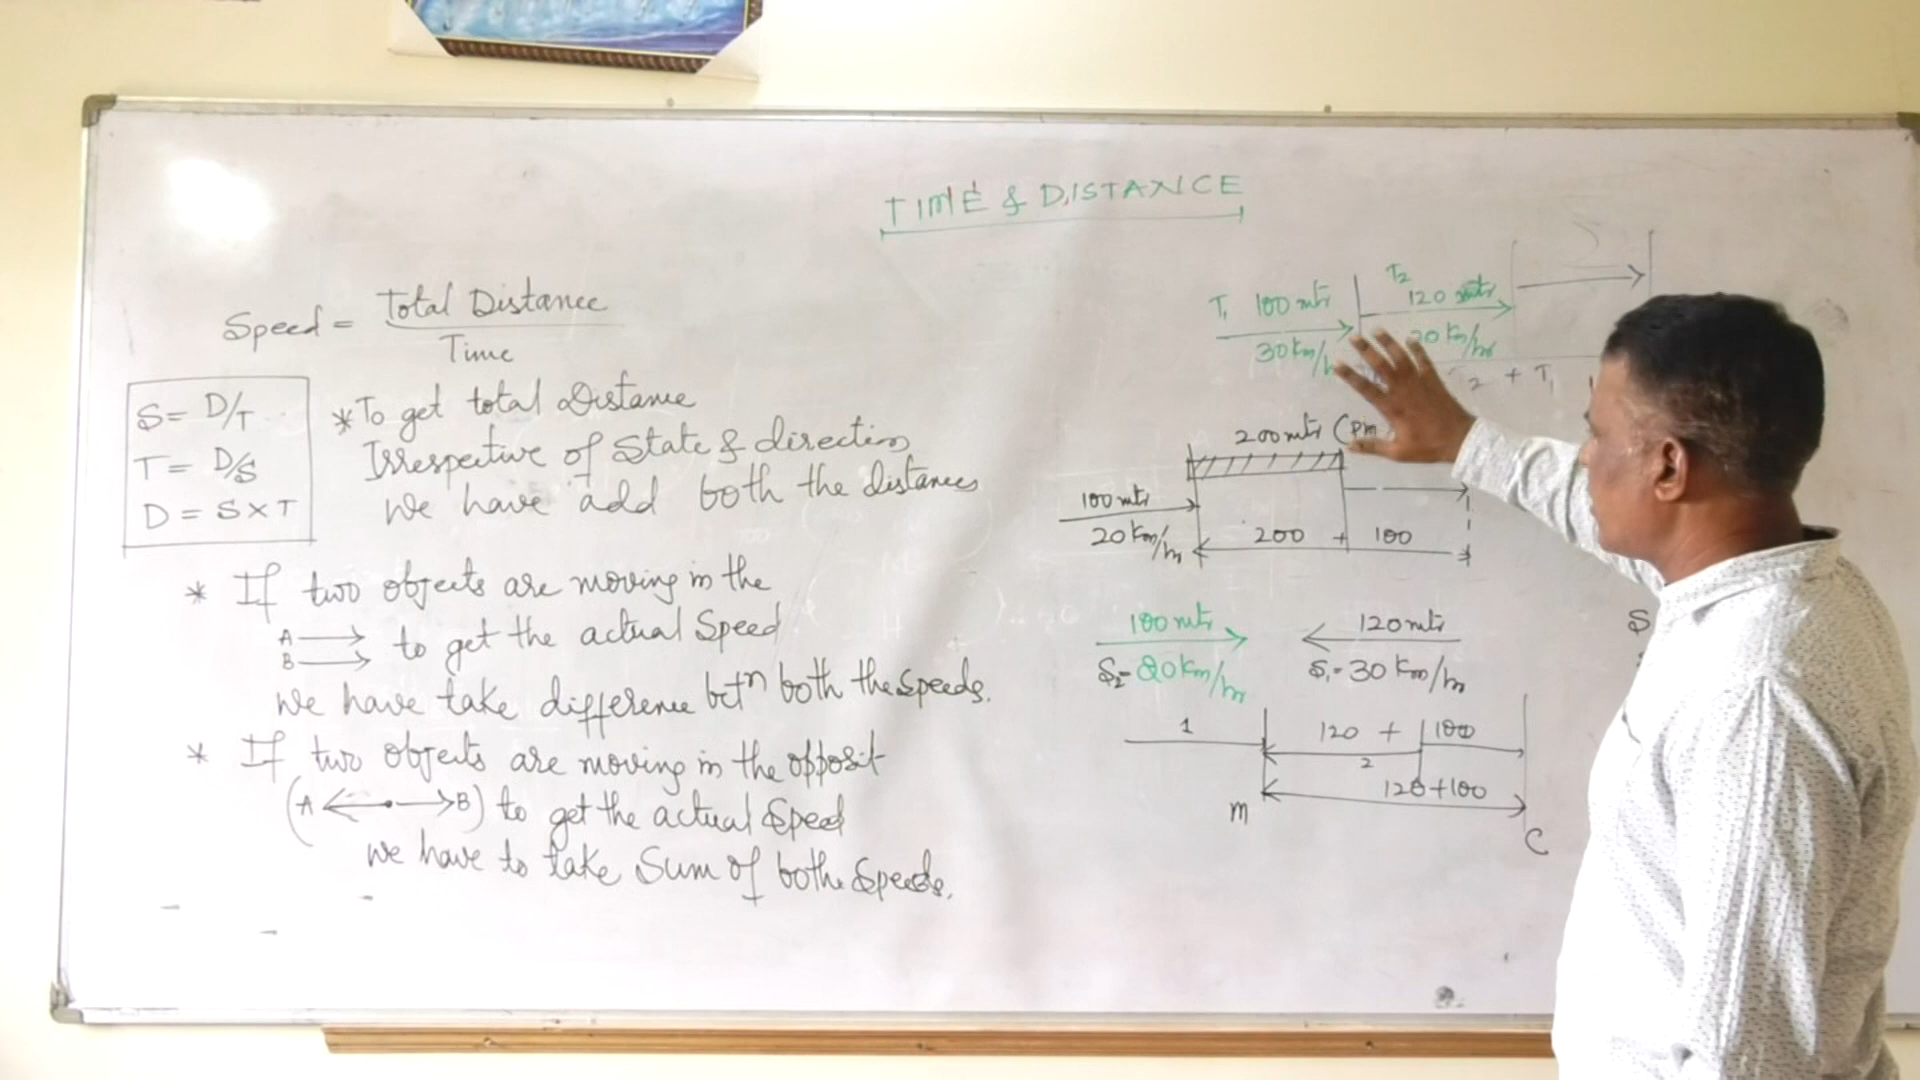 TIME & DISTANCE
Speed = Total Distance
Time
S = D/T
T = D/S
D = S X T
* To get total Distance
Irrespective of State & direction
we have add both the distances
* If two objects are moving in the
A
B
to get the actual Speed
we have take difference betn both the speeds.
* If two objects are moving in the opposit
(A B) to get the actual Speed
we have to take Sum of both Speeds.
T1 100 mtr
30 Km/h
T2
120 mtr
20 Km/hr
2 + T1
200 mtr (Pm
100 mtr
20 Km/hr
200 + 100
100 mtr
S2 - 20 Km/hr
120 mtr
S1 - 30 Km/hr
1
120 + 100
2
120 + 100
m
C
S